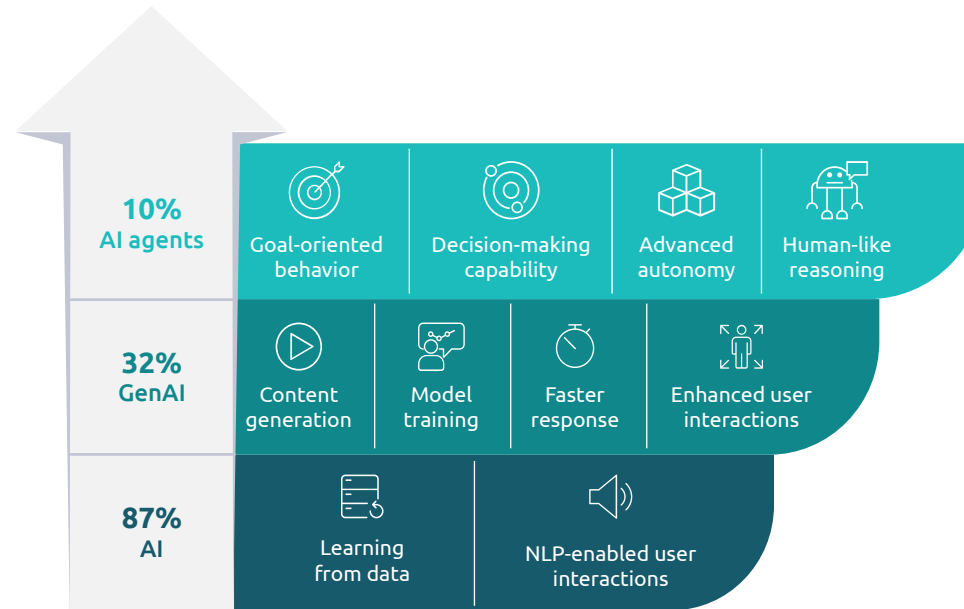 10%
AI agents
Goal-oriented
behavior
Decision-making
capability
Advanced
autonomy
Human-like
reasoning
32%
GenAI
Content
generation
Model
training
Faster
response
Enhanced user
interactions
87%
AI
Learning
from data
NLP-enabled user
interactions